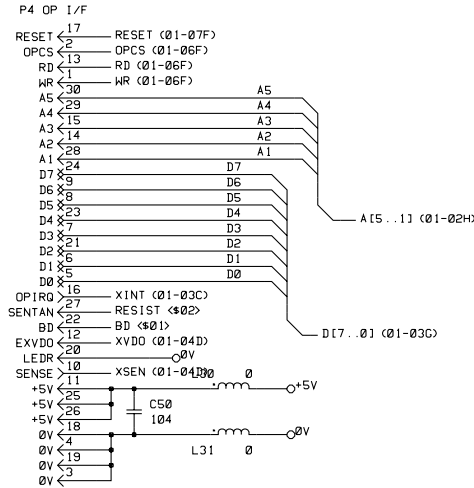 P4 OP I/F
RESET 17 RESET (01-07F)
OPCS 2 OPCS (01-06F)
RD 13 RD (01-06F)
WR 1 WR (01-06F)
A5 30 A5
A4 29 A4
A3 15 A3
A2 14 A2
A1 28 A1
D7 24 D7
D6 9 D6
D5 8 D5
D4 23 D4 A[5..1] (01-02H)
D3 7 D3
D2 21 D2
D1 6 D1
D0 5 D0
OPIRQ 16 XINT (01-03C)
SENTAN 27 RESIST <$02>
BD 22 BD <$01> D[7..0] (01-03G)
EXVDO 12 XVDO (01-04D)
LEDR 20 0V
SENSE 10 XSEN (01-04D) L30 0
+5V 11 +5V
+5V 25 C50
+5V 26 104
0V 18 0V
0V 4 L31 0
0V 19
0V 3